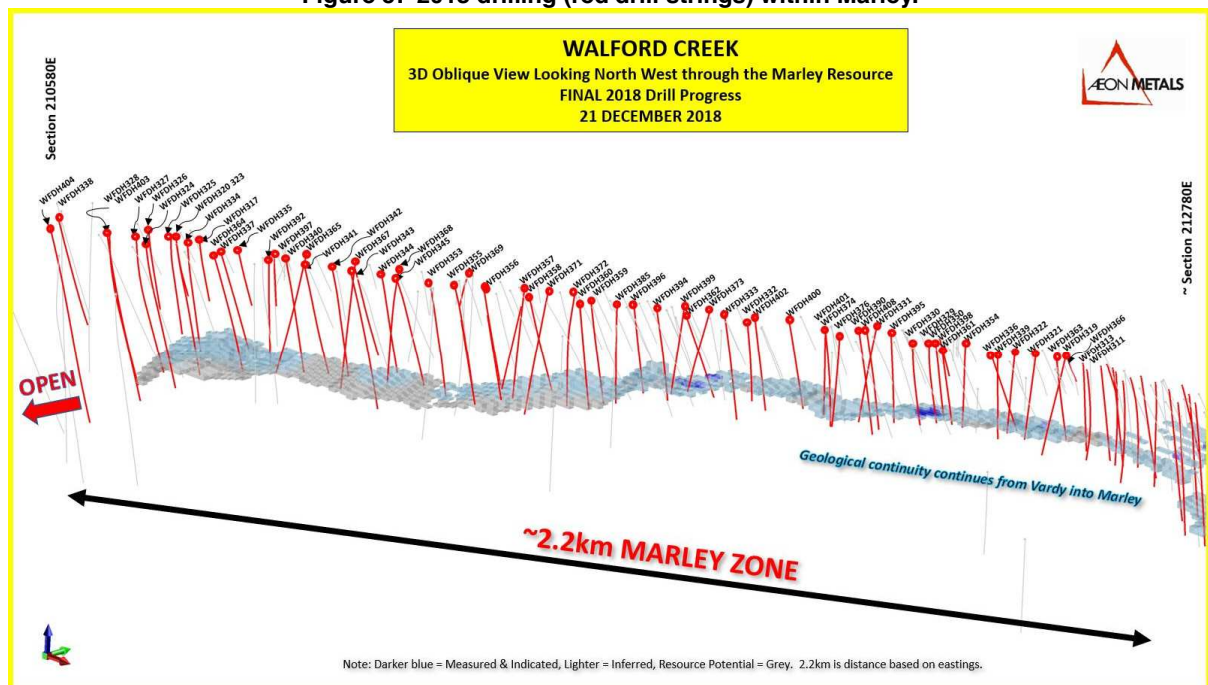 Figure 3: 2018 drilling (red drill strings) within Marley.
WALFORD CREEK
3D Oblique View Looking North West through the Marley Resource
FINAL 2018 Drill Progress
21 DECEMBER 2018
ÆON METALS
Section 210580E
~ Section 212780E
WFDH404
WFDH338
WFDH328
WFDH403
WFDH327
WFDH326
WFDH324
WFDH325
WFDH320 323
WFDH334
WFDH317
WFDH364
WFDH337
WFDH335
WFDH392
WFDH397
WFDH340
WFDH365
WFDH341
WFDH342
WFDH367
WFDH343
WFDH344
WFDH368
WFDH345
WFDH353
WFDH355
WFDH369
WFDH356
WFDH357
WFDH358
WFDH371
WFDH372
WFDH360
WFDH359
WFDH385
WFDH396
WFDH394
WFDH399
WFDH362
WFDH373
WFDH333
WFDH332
WFDH402
WFDH400
WFDH401
WFDH374
WFDH376
WFDH390
WFDH408
WFDH331
WFDH395
WFDH330
WFDH329
WFDH350
WFDH398
WFDH361
WFDH354
WFDH336
WFDH339
WFDH322
WFDH321
WFDH363
WFDH319
WFDH366
WFDH313
WFDH311
OPEN
Geological continuity continues from Vardy into Marley
~2.2km MARLEY ZONE
Note: Darker blue = Measured & Indicated, Lighter = Inferred, Resource Potential = Grey. 2.2km is distance based on eastings.